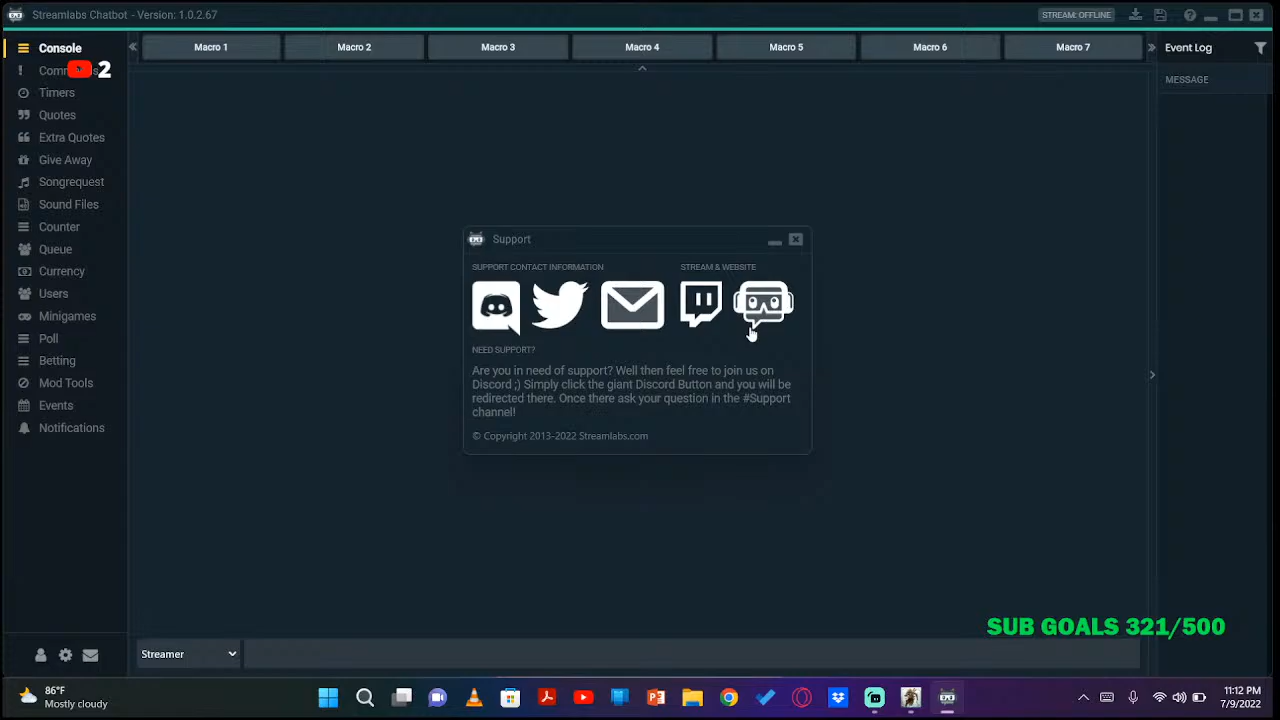 Streamlabs Chatbot - Version: 1.0.2.67
STREAM: OFFLINE
Console
Macro 1
Macro 2
Macro 3
Macro 4
Macro 5
Macro 6
Macro 7
Event Log
MESSAGE
2
Timers
Quotes
Extra Quotes
Give Away
Songrequest
Sound Files
Counter
Queue
Currency
Users
Minigames
Poll
Betting
Mod Tools
Events
Notifications
Support
SUPPORT CONTACT INFORMATION
STREAM & WEBSITE
NEED SUPPORT?
Are you in need of support? Well then feel free to join us on
Discord ;) Simply click the giant Discord Button and you will be
redirected there. Once there ask your question in the #Support
channel!
© Copyright 2013-2022 Streamlabs.com
SUB GOALS 321/500
Streamer
86°F
Mostly cloudy
11:12 PM
7/9/2022